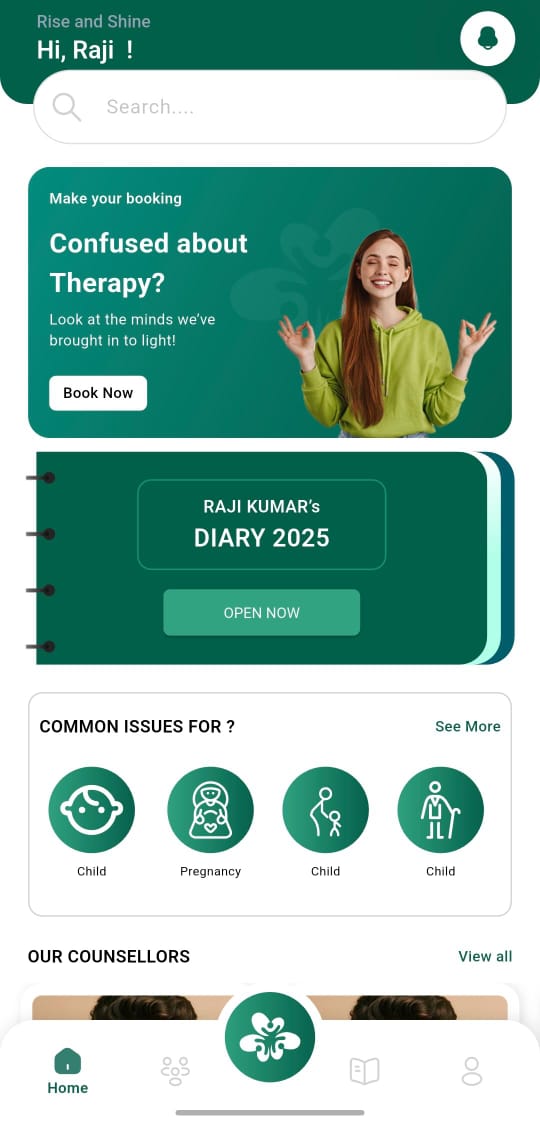 Rise and Shine
Hi, Raji  !
Search....
Make your booking
Confused about
Therapy?
Look at the minds we’ve
brought in to light!
Book Now
RAJI KUMAR’s
DIARY 2025
OPEN NOW
COMMON ISSUES FOR ?
See More
Child
Pregnancy
Child
Child
OUR COUNSELLORS
View all
Home